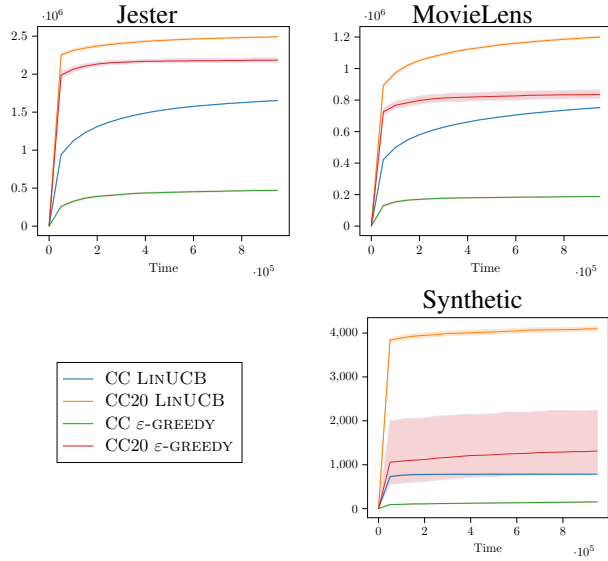 Jester
·10⁶
2.5
2
1.5
1
0.5
0
0 2 4 6 8
Time
·10⁵
MovieLens
·10⁶
1.2
1
0.8
0.6
0.4
0.2
0
0 2 4 6 8
Time
·10⁵
CC LINUCB
CC20 LINUCB
CC ε-GREEDY
CC20 ε-GREEDY
Synthetic
4,000
3,000
2,000
1,000
0
0 2 4 6 8
Time
·10⁵